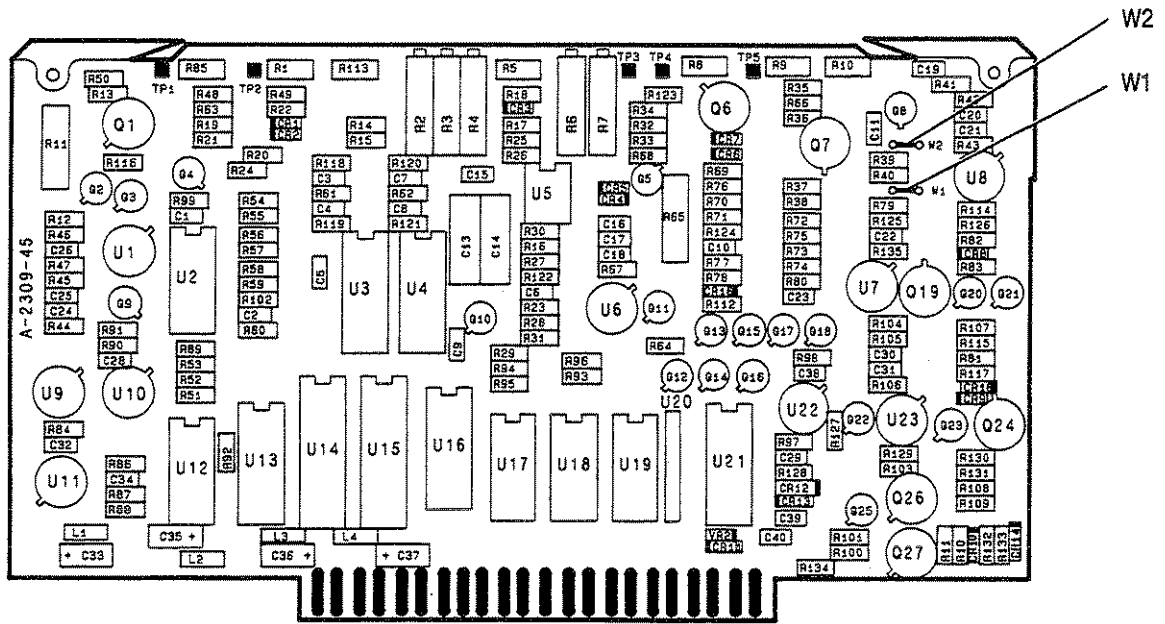 W2
W1
A-2309-45
R50
R13
TP1
R85
TP2
R1
R113
R5
TP3
TP4
R8
TP5
R9
R10
C19
R41
R42
C20
C21
R43
Q1
R11
R116
Q2
Q3
Q4
R48
R63
R19
R21
R49
R22
CR1
CR2
R20
R24
R14
R15
R2
R3
R4
R18
CR3
R17
R25
R26
R6
R7
R123
R34
R32
R33
R68
Q6
CR7
CR6
R35
R66
R36
Q7
Q8
C11
W2
R39
R40
W1
U8
R12
R46
C26
R47
R45
C25
C24
R44
U1
Q9
R91
R90
C28
R99
C1
U2
R54
R55
R56
R57
R58
R59
R102
C2
R60
R118
C3
R61
C4
R119
R120
C7
R62
C8
R121
C15
U5
C5
U3
U4
C13
C14
Q10
C9
R30
R16
R27
R122
C6
R23
R28
R31
Q5
R65
C16
C17
C18
R67
U6
Q11
R69
R76
R70
R71
R124
C10
R77
R78
CR16
R112
R37
R38
R72
R75
R73
R74
R80
C23
R79
R125
C22
R135
U7
Q19
R114
R126
R82
CR8
R83
Q20
Q21
Q13
Q15
Q17
Q18
R104
R105
C30
C31
R106
R107
R115
R81
R117
CR18
CR9
R89
R53
R52
R51
R29
R94
R95
R96
R93
R64
Q12
Q14
Q16
R98
C38
U9
U10
R84
C32
U11
R86
C34
R87
R88
U12
R92
U13
U14
U15
U16
U17
U18
U19
U20
U21
U22
R127
Q22
U23
Q23
Q24
R97
C29
R128
CR12
CR13
C39
R129
R103
Q26
R130
R131
R108
R109
L1
+ C33
C35 +
L2
L3
C36 +
L4
+ C37
VR2
C40
Q25
R101
R100
R134
Q27
R11
R10
R132
R133
CR14